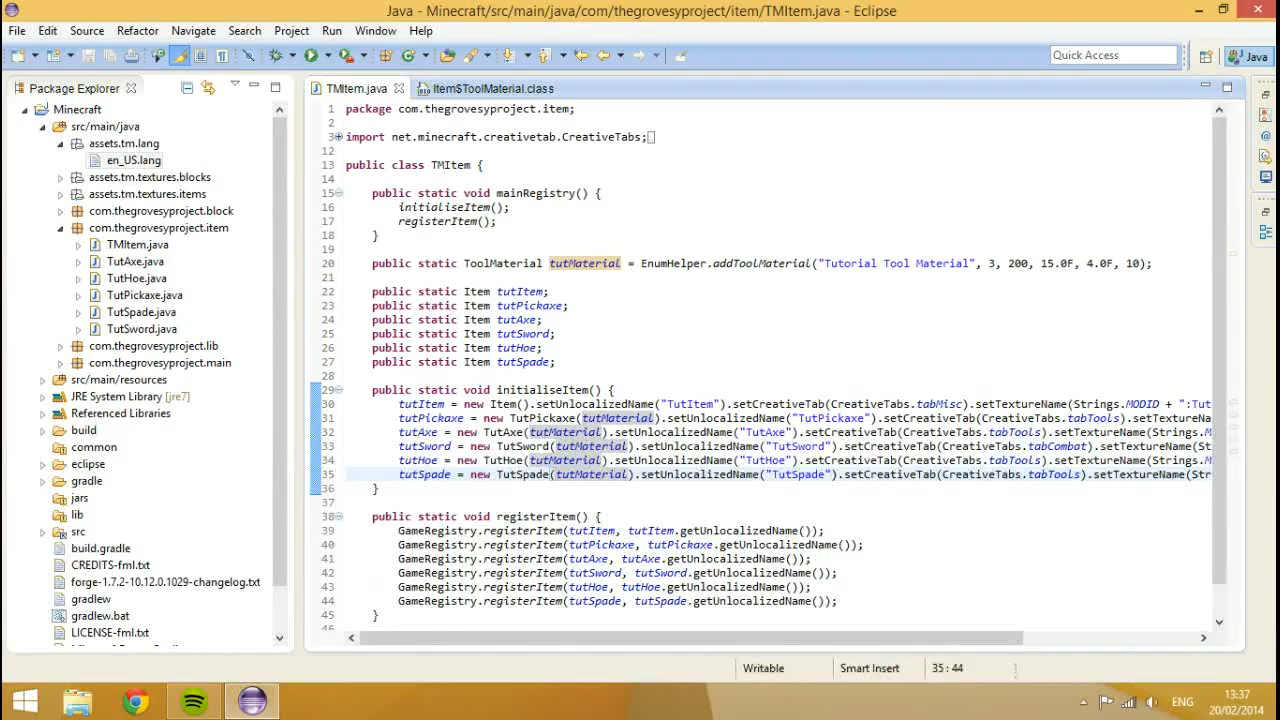 Java - Minecraft/src/main/java/com/thegrovesyproject/item/TMItem.java - Eclipse
File Edit Source Refactor Navigate Search Project Run Window Help
Quick Access
Java
Package Explorer
Minecraft
src/main/java
assets.tm.lang
en_US.lang
assets.tm.textures.blocks
assets.tm.textures.items
com.thegrovesyproject.block
com.thegrovesyproject.item
TMItem.java
TutAxe.java
TutHoe.java
TutPickaxe.java
TutSpade.java
TutSword.java
com.thegrovesyproject.lib
com.thegrovesyproject.main
src/main/resources
JRE System Library [jre7]
Referenced Libraries
build
common
eclipse
gradle
jars
lib
src
build.gradle
CREDITS-fml.txt
forge-1.7.2-10.12.0.1029-changelog.txt
gradlew
gradlew.bat
LICENSE-fml.txt
TMItem.java Item$ToolMaterial.class
1 package com.thegrovesyproject.item;
2
3 import net.minecraft.creativetab.CreativeTabs;
12
13 public class TMItem {
14
15 public static void mainRegistry() {
16 initialiseItem();
17 registerItem();
18 }
19
20 public static ToolMaterial tutMaterial = EnumHelper.addToolMaterial("Tutorial Tool Material", 3, 200, 15.0F, 4.0F, 10);
21
22 public static Item tutItem;
23 public static Item tutPickaxe;
24 public static Item tutAxe;
25 public static Item tutSword;
26 public static Item tutHoe;
27 public static Item tutSpade;
28
29 public static void initialiseItem() {
30 tutItem = new Item().setUnlocalizedName("TutItem").setCreativeTab(CreativeTabs.tabMisc).setTextureName(Strings.MODID + ":Tut
31 tutPickaxe = new TutPickaxe(tutMaterial).setUnlocalizedName("TutPickaxe").setCreativeTab(CreativeTabs.tabTools).setTextureNam
32 tutAxe = new TutAxe(tutMaterial).setUnlocalizedName("TutAxe").setCreativeTab(CreativeTabs.tabTools).setTextureName(Strings.M
33 tutSword = new TutSword(tutMaterial).setUnlocalizedName("TutSword").setCreativeTab(CreativeTabs.tabCombat).setTextureName(St
34 tutHoe = new TutHoe(tutMaterial).setUnlocalizedName("TutHoe").setCreativeTab(CreativeTabs.tabTools).setTextureName(Strings.M
35 tutSpade = new TutSpade(tutMaterial).setUnlocalizedName("TutSpade").setCreativeTab(CreativeTabs.tabTools).setTextureName(Str
36 }
37
38 public static void registerItem() {
39 GameRegistry.registerItem(tutItem, tutItem.getUnlocalizedName());
40 GameRegistry.registerItem(tutPickaxe, tutPickaxe.getUnlocalizedName());
41 GameRegistry.registerItem(tutAxe, tutAxe.getUnlocalizedName());
42 GameRegistry.registerItem(tutSword, tutSword.getUnlocalizedName());
43 GameRegistry.registerItem(tutHoe, tutHoe.getUnlocalizedName());
44 GameRegistry.registerItem(tutSpade, tutSpade.getUnlocalizedName());
45 }
46
Writable Smart Insert 35 : 44
ENG
13:37
20/02/2014